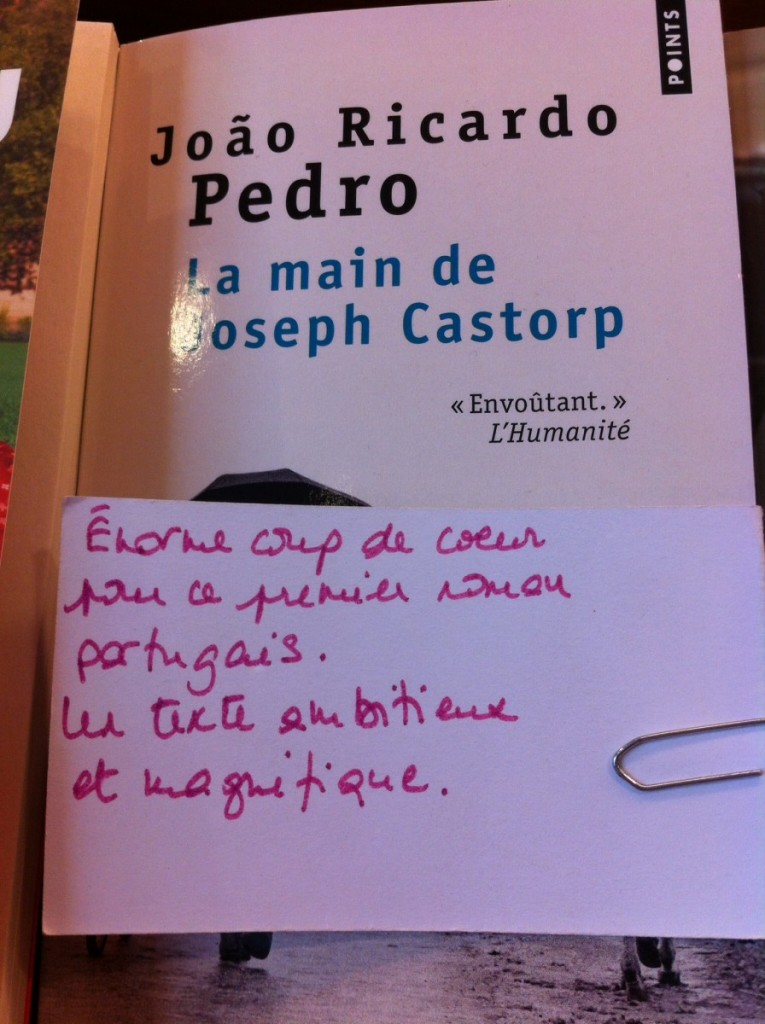 POINTS
João Ricardo
Pedro
La main de
Joseph Castorp
« Envoûtant. »
L'Humanité
Énorme coup de coeur
pour ce premier roman
portugais.
Un texte ambitieux
et magnifique.